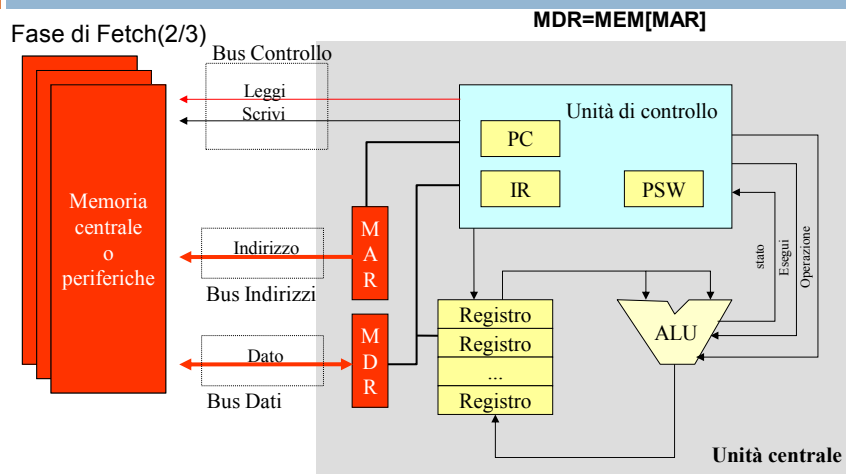 MDR=MEM[MAR]
Fase di Fetch(2/3)
Bus Controllo
Leggi
Scrivi
Unità di controllo
PC
IR
PSW
Memoria
centrale
o
periferiche
M
A
R
Indirizzo
Bus Indirizzi
stato
Esegui
Operazione
Registro
Registro
...
Registro
ALU
M
D
R
Dato
Bus Dati
Unità centrale